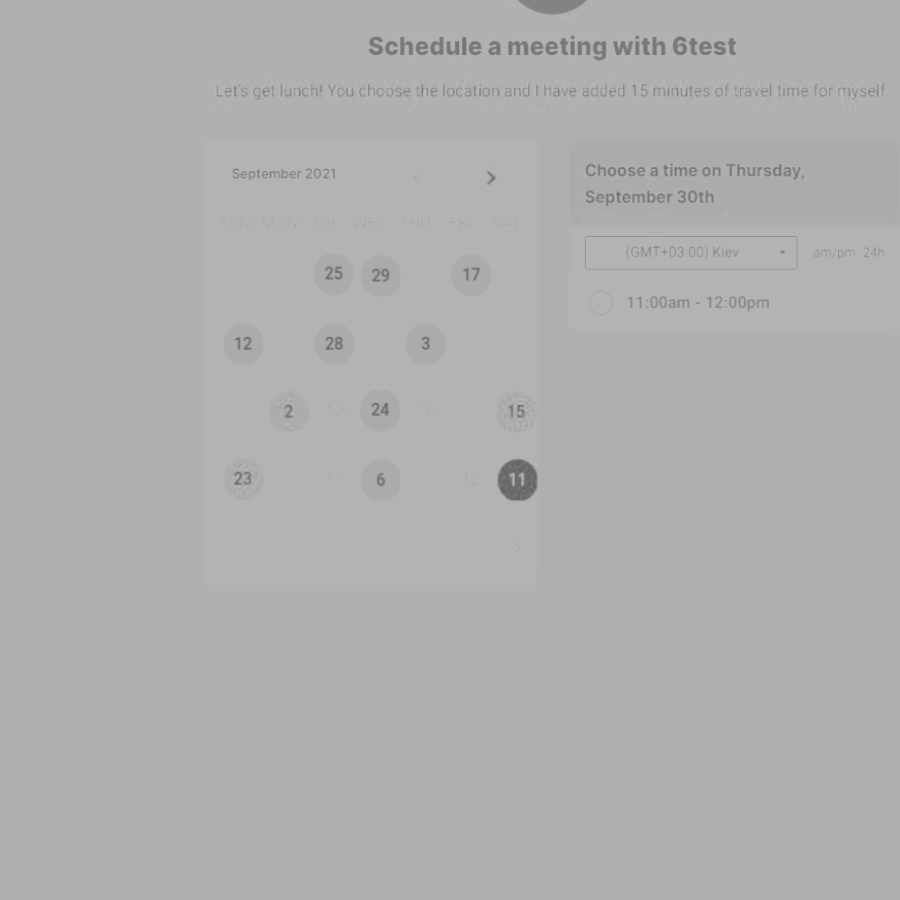 Schedule a meeting with 6test
Let's get lunch! You choose the location and I have added 15 minutes of travel time for myself.
September 2021
SUN MON TUE WED THU FRI SAT
25 29 17
12 28 3
2 12 24 5 15
23 6 12 11
5
Choose a time on Thursday,
September 30th
(GMT+03:00) Kiev
am/pm 24h
11:00am - 12:00pm